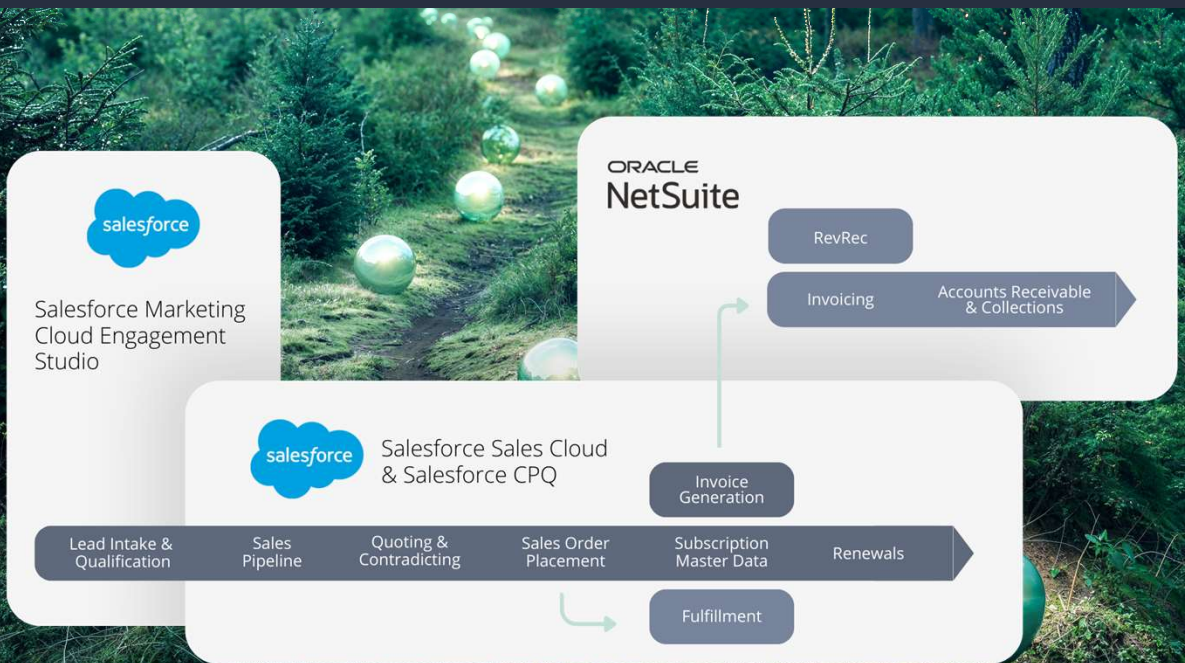 salesforce
Salesforce Marketing
Cloud Engagement
Studio
ORACLE
NetSuite
RevRec
Invoicing
Accounts Receivable
& Collections
salesforce
Salesforce Sales Cloud
& Salesforce CPQ
Invoice
Generation
Lead Intake &
Qualification
Sales
Pipeline
Quoting &
Contradicting
Sales Order
Placement
Subscription
Master Data
Renewals
Fulfillment